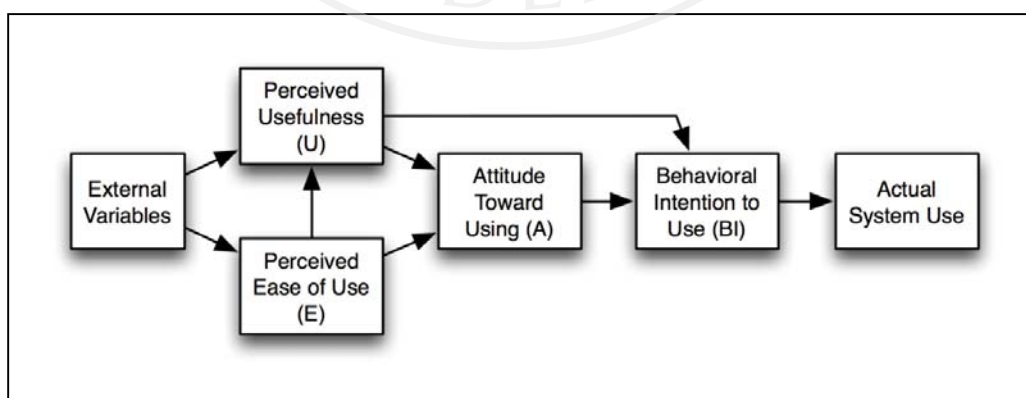 External
Variables
Perceived
Usefulness
(U)
Perceived
Ease of Use
(E)
Attitude
Toward
Using (A)
Behavioral
Intention to
Use (BI)
Actual
System Use